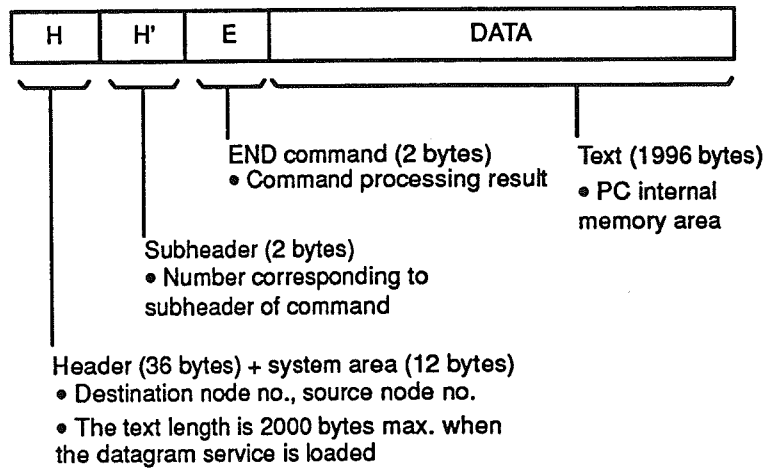 H H' E DATA
END command (2 bytes)
• Command processing result
Text (1996 bytes)
• PC internal
memory area
Subheader (2 bytes)
• Number corresponding to
subheader of command
Header (36 bytes) + system area (12 bytes)
• Destination node no., source node no.
• The text length is 2000 bytes max. when
the datagram service is loaded